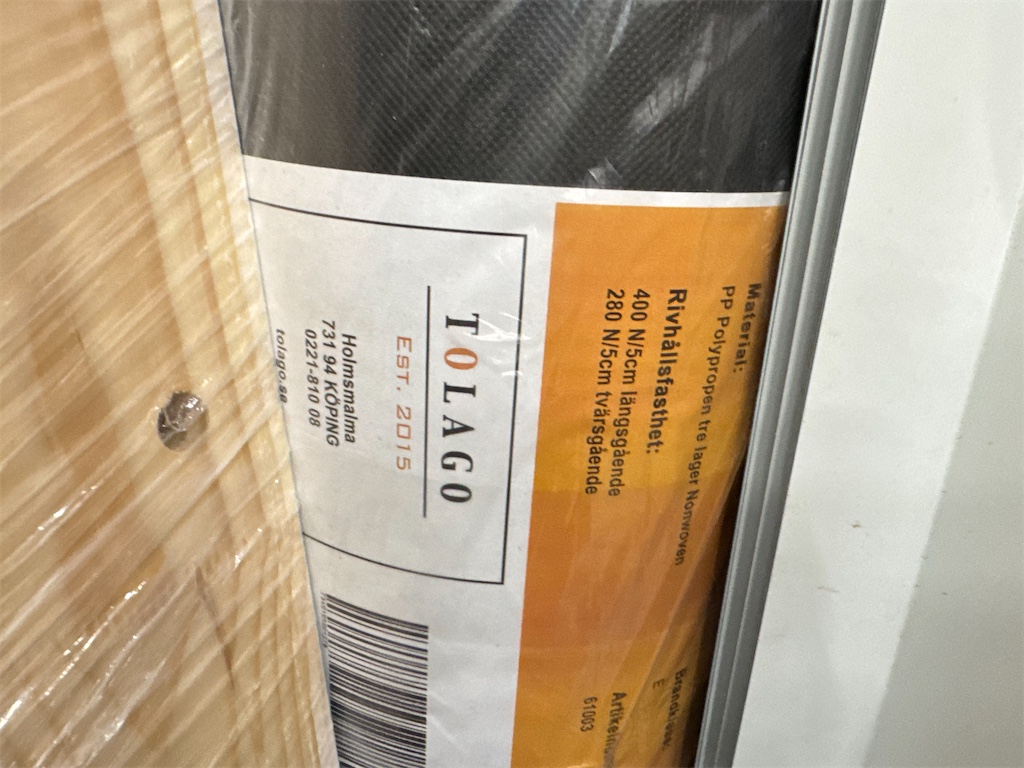 Material:
PP Polypropen tre lager Nonwoven
Rivhållsfasthet:
400 N/5cm längsgående
280 N/5cm tvärsgående
E
61003
TOLAGO
EST. 2015
Holmsmalma
731 94 KÖPING
0221-810 08
tolago.se